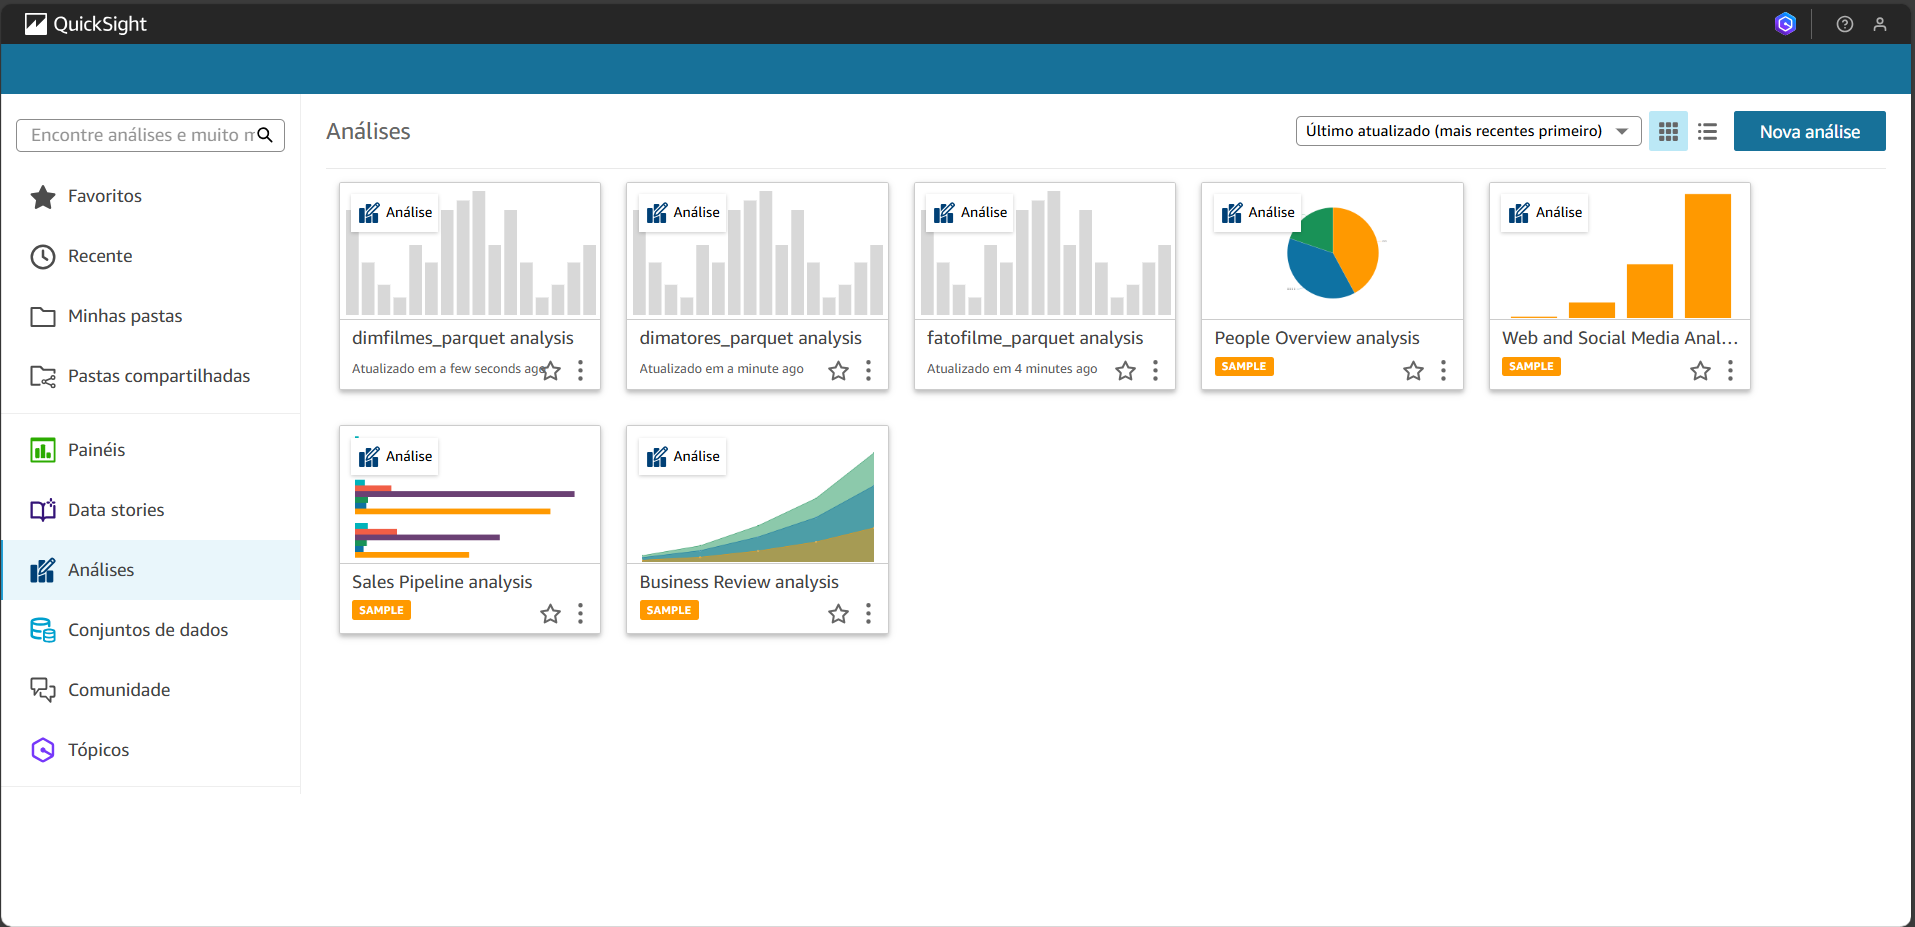 QuickSight
Encontre análises e muito m
Favoritos
Recente
Minhas pastas
Pastas compartilhadas
Painéis
Data stories
Análises
Conjuntos de dados
Comunidade
Tópicos
Análises
Último atualizado (mais recentes primeiro)
Nova análise
Análise
dimfilmes_parquet analysis
Atualizado em a few seconds ago
Análise
dimatores_parquet analysis
Atualizado em a minute ago
Análise
fatofilme_parquet analysis
Atualizado em 4 minutes ago
Análise
People Overview analysis
SAMPLE
Análise
Web and Social Media Anal...
SAMPLE
Análise
Sales Pipeline analysis
SAMPLE
Análise
Business Review analysis
SAMPLE